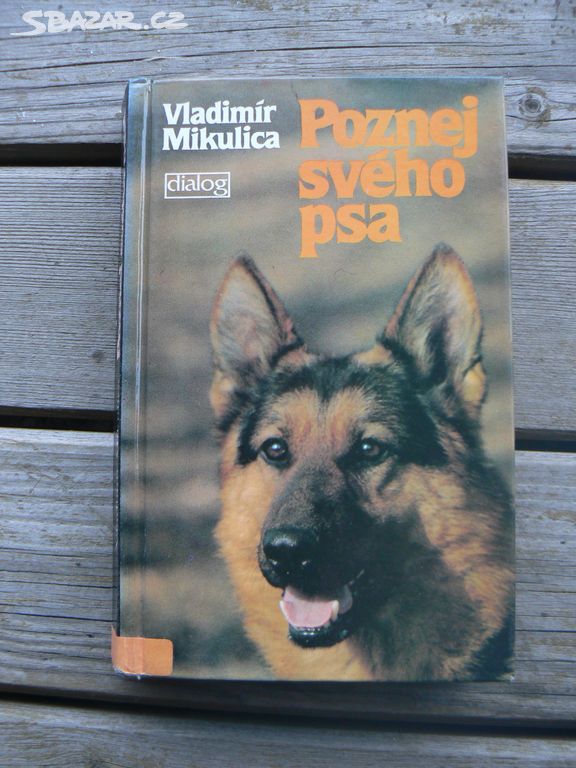 SBAZAR.CZ
Vladimír
Mikulica
dialog
Poznej
svého
psa